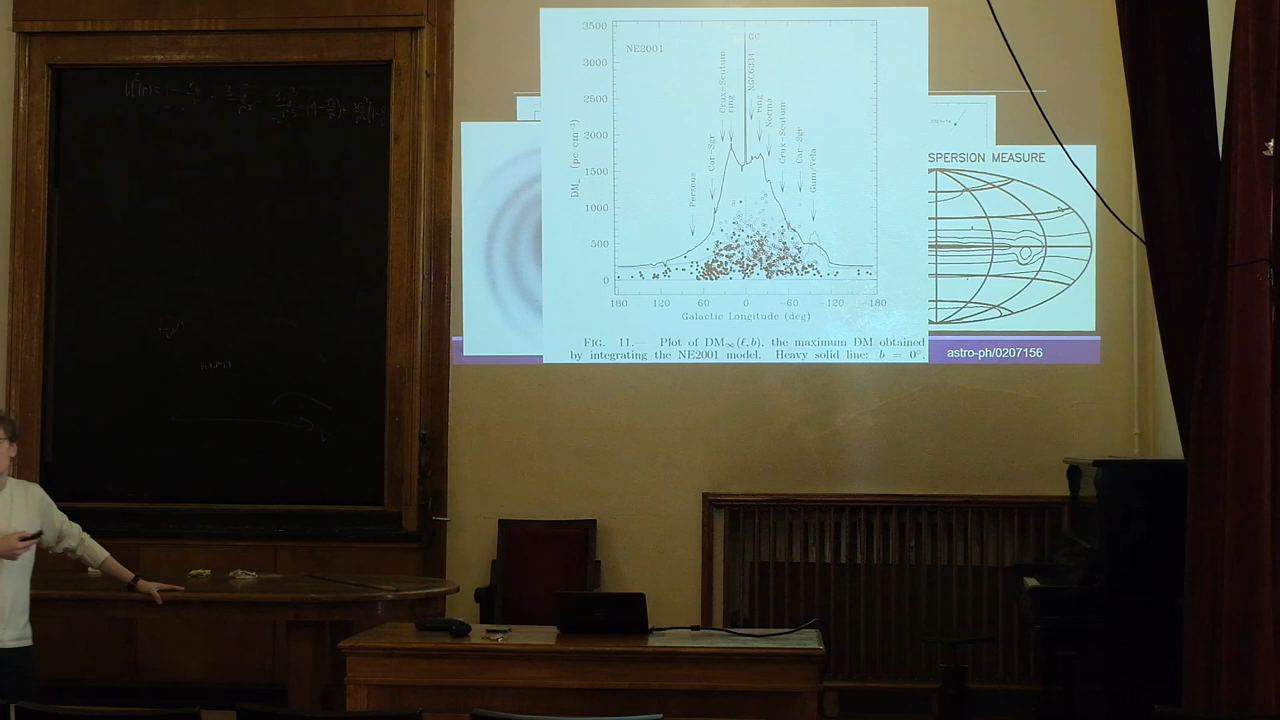 3500
3000
2500
2000
1500
1000
500
0
DM∞ (pc cm⁻³)
NE2001
GC
Perseus
Car-Sgr
Crux-Scutum
ring
NGC6334
ring
Norma
Crux-Scutum
Car-Sgr
Gum/Vela
180 120 60 0 -60 -120 -180
Galactic Longitude (deg)
FIG. 11.— Plot of DM∞(ℓ, b), the maximum DM obtained
by integrating the NE2001 model. Heavy solid line: b = 0°.
SPERSION MEASURE
astro-ph/0207156